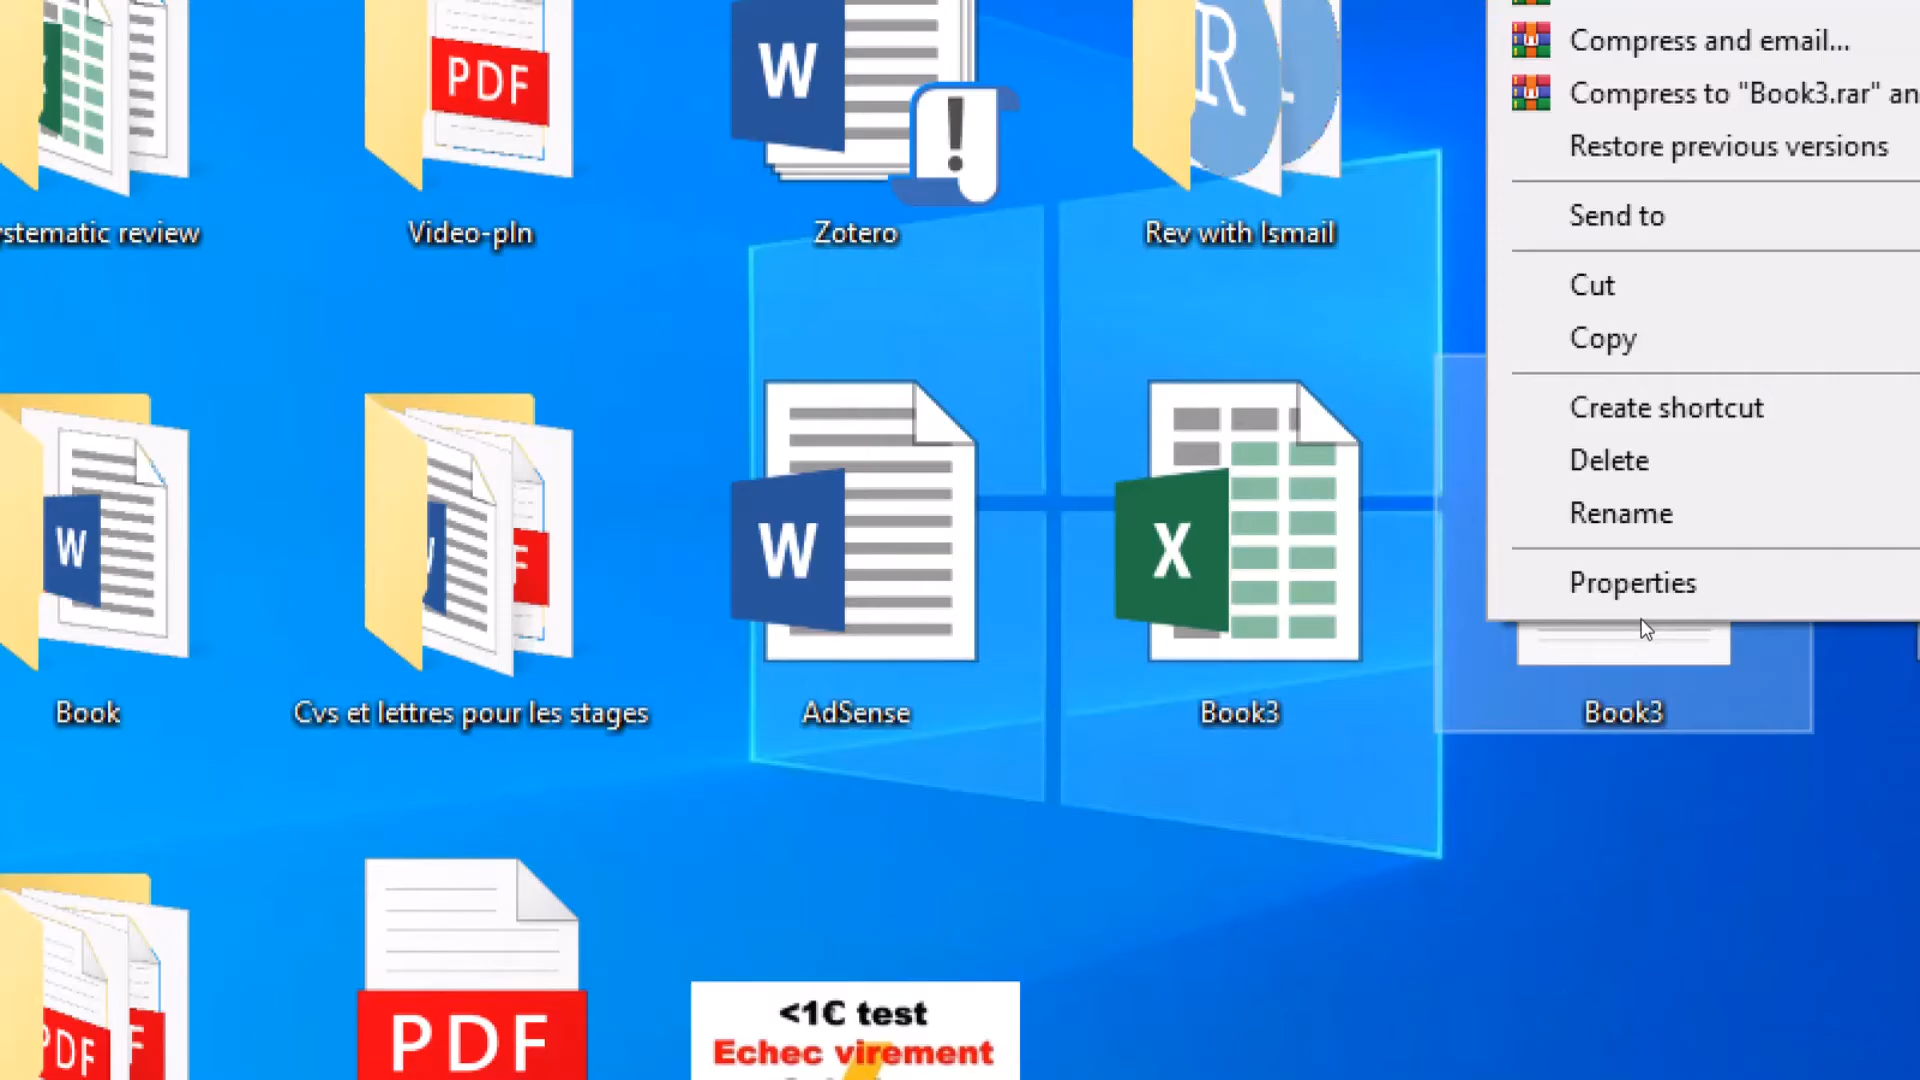 Compress and email...
Compress to "Book3.rar" an
Restore previous versions
Send to
Cut
Copy
Create shortcut
Delete
Rename
Properties
PDF
W
R
ystematic review
Video-pln
Zotero
Rev with Ismail
W
W
X
Book
Cvs et lettres pour les stages
AdSense
Book3
Book3
PDF
PDF
<1C test
Echec virement